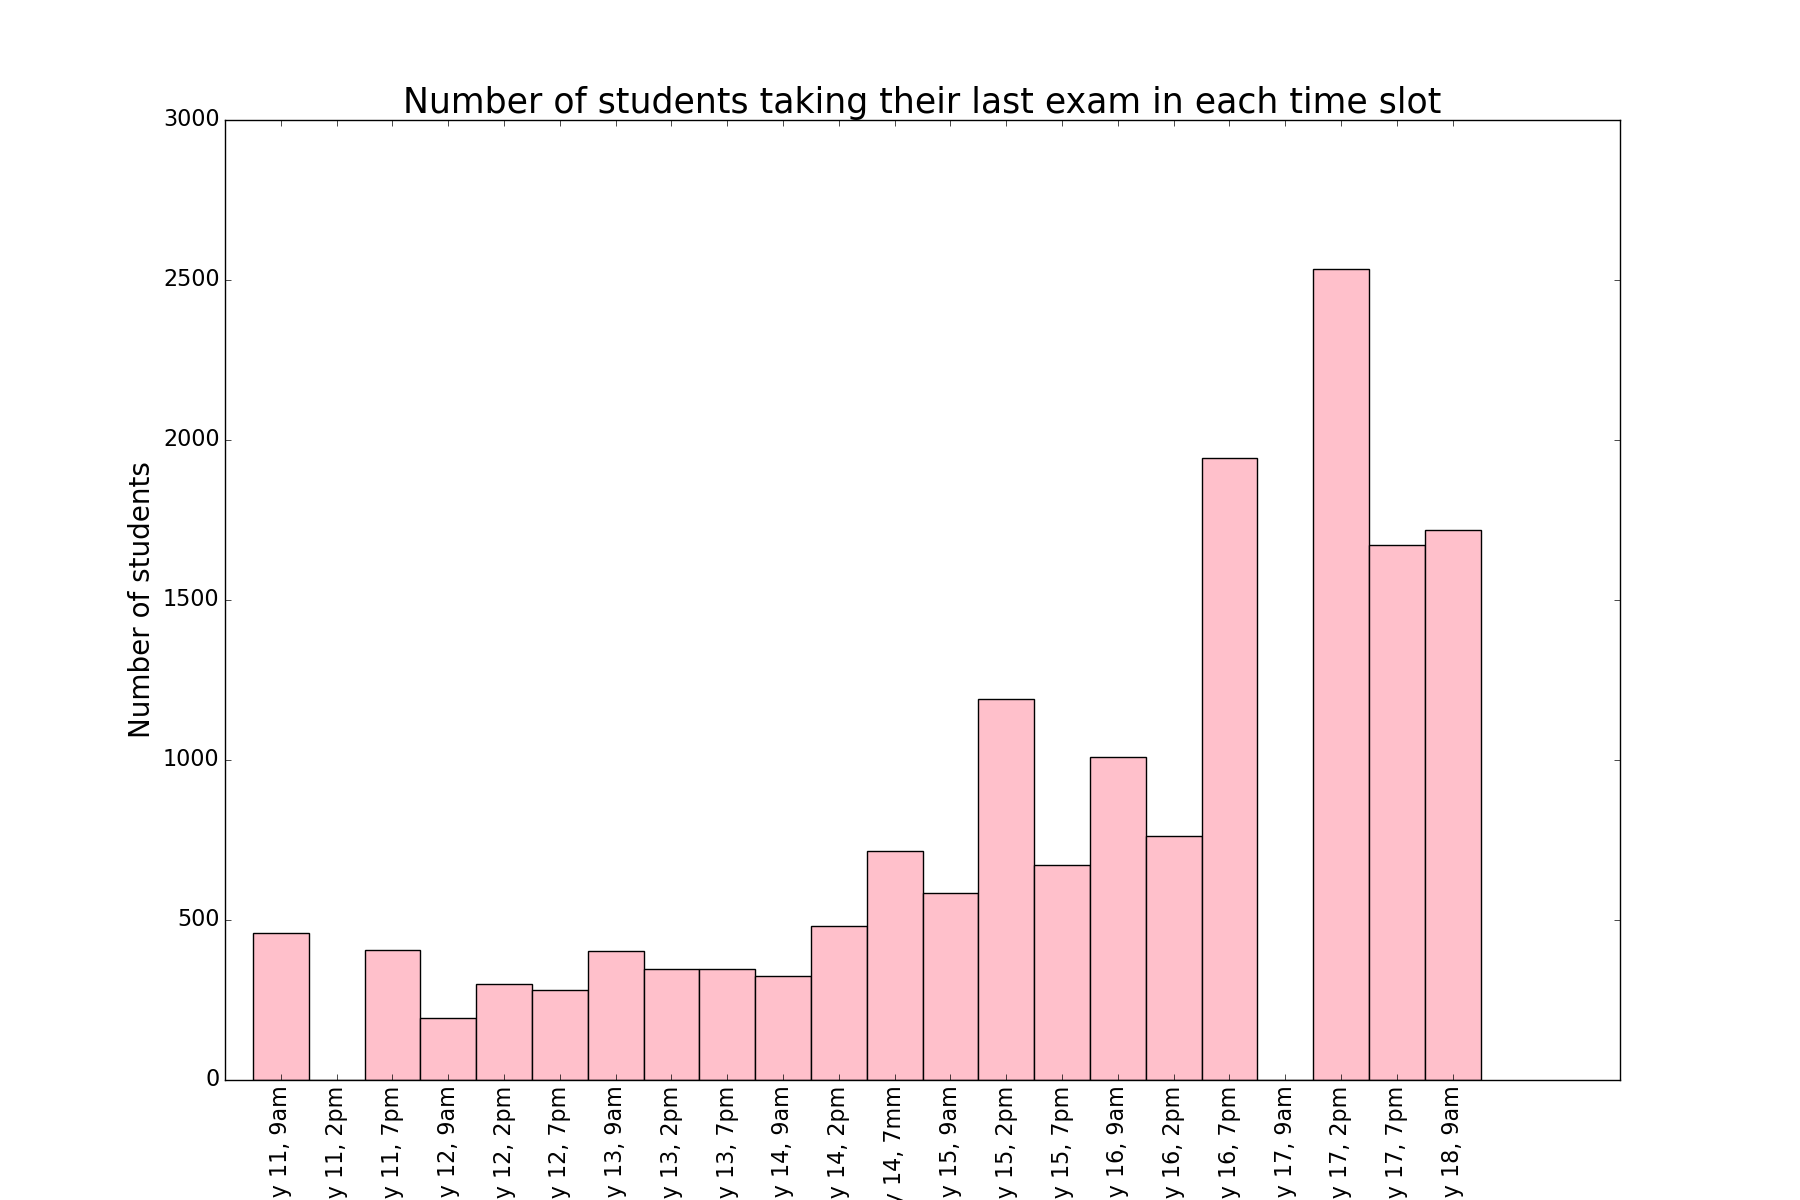 Number of students taking their last exam in each time slot
Number of students
3000
2500
2000
1500
1000
500
0
y 11, 9am
y 11, 2pm
y 11, 7pm
y 12, 9am
y 12, 2pm
y 12, 7pm
y 13, 9am
y 13, 2pm
y 13, 7pm
y 14, 9am
y 14, 2pm
y 14, 7mm
y 15, 9am
y 15, 2pm
y 15, 7pm
y 16, 9am
y 16, 2pm
y 16, 7pm
y 17, 9am
y 17, 2pm
y 17, 7pm
y 18, 9am